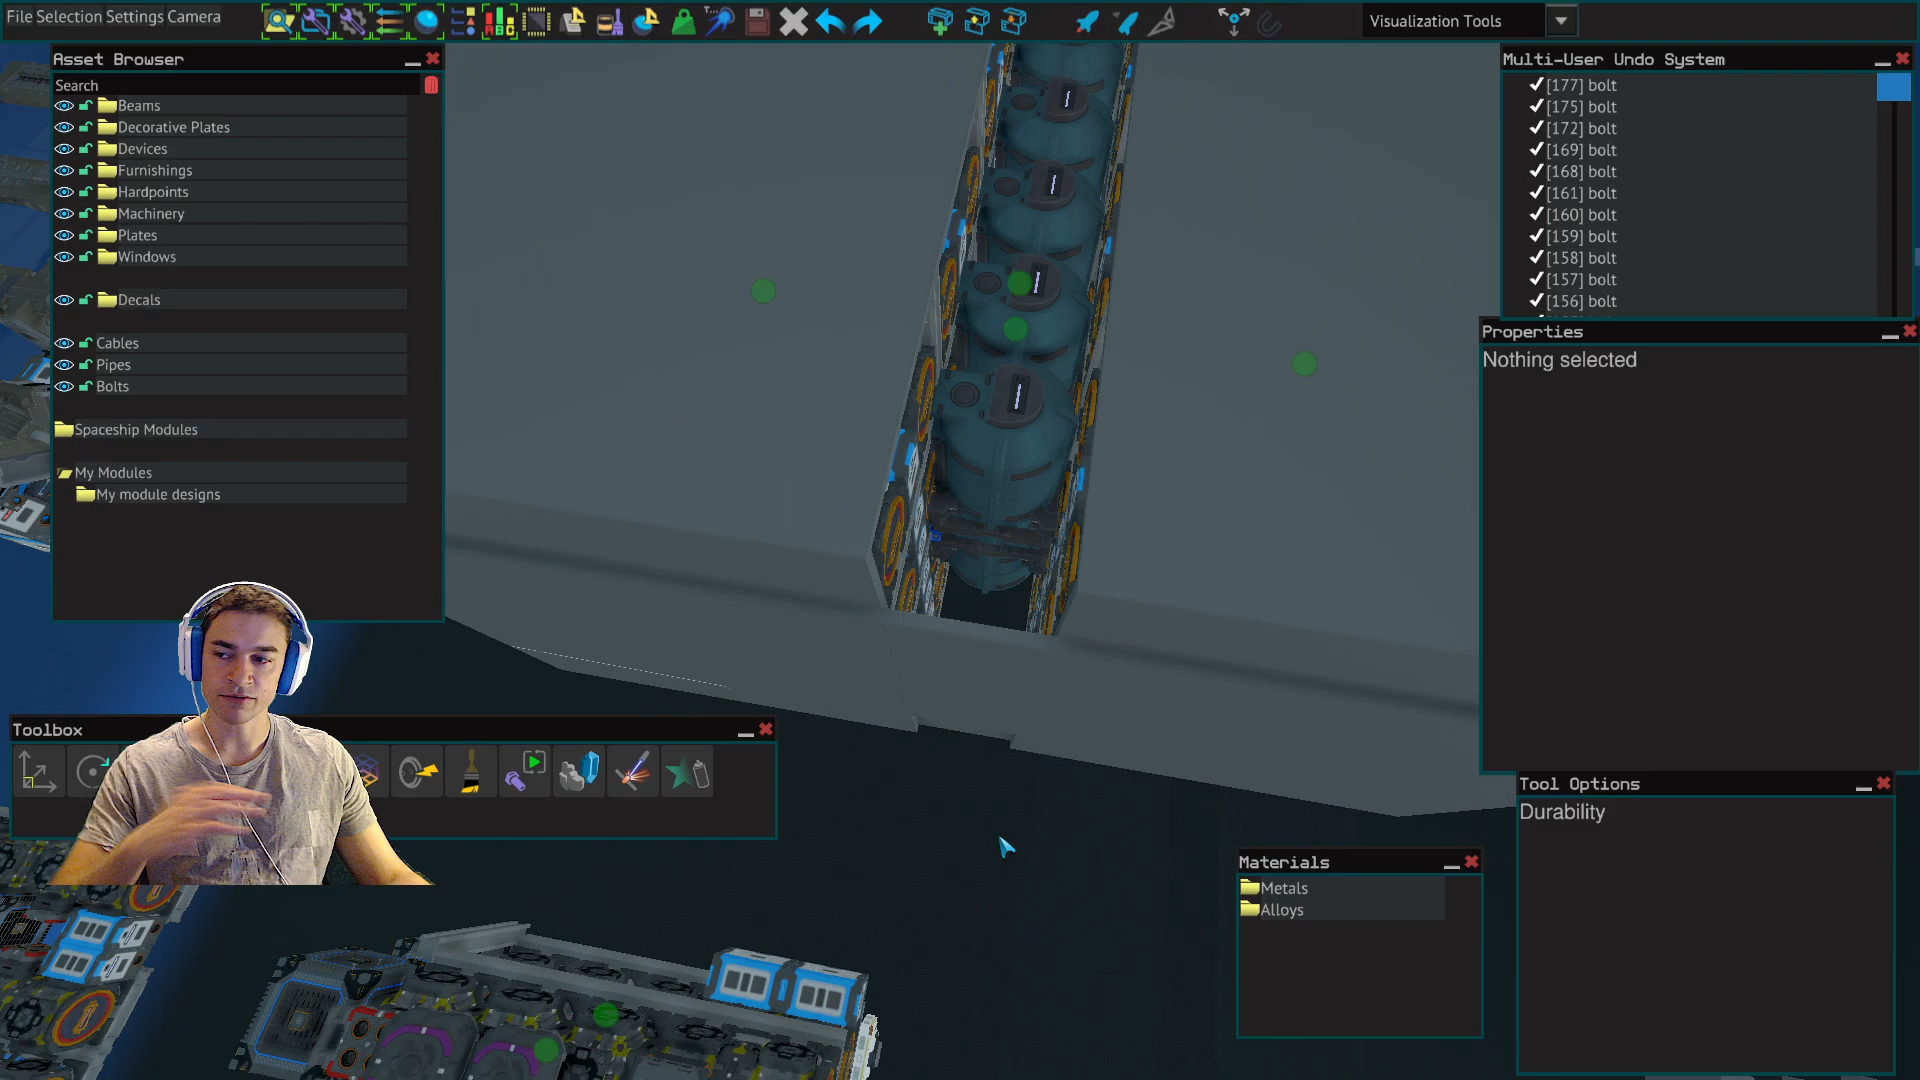 File Selection Settings Camera
Visualization Tools
Asset Browser
Search
Beams
Decorative Plates
Devices
Furnishings
Hardpoints
Machinery
Plates
Windows
Decals
Cables
Pipes
Bolts
Spaceship Modules
My Modules
My module designs
Multi-User Undo System
[177] bolt
[175] bolt
[172] bolt
[169] bolt
[168] bolt
[161] bolt
[160] bolt
[159] bolt
[158] bolt
[157] bolt
[156] bolt
Properties
Nothing selected
Toolbox
Tool Options
Durability
Materials
Metals
Alloys